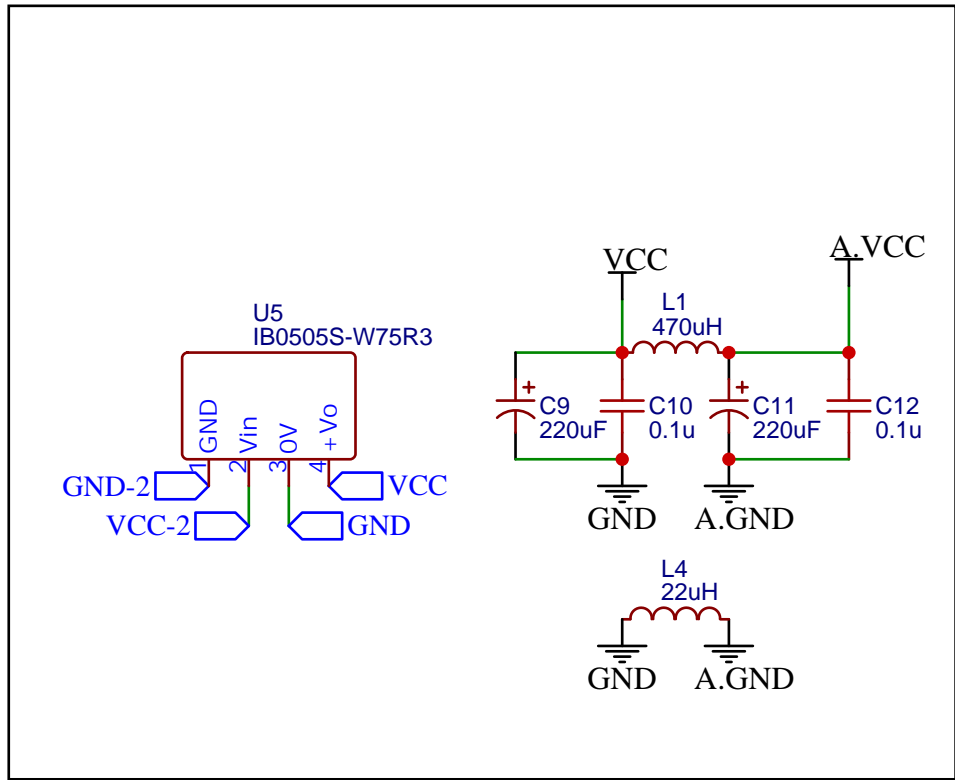 A.VCC
VCC
L1
470uH
U5
IB0505S-W75R3
GND
Vin
0V
+Vo
1
2
3
4
GND-2
VCC
VCC-2
GND
+
C9
220uF
C10
0.1u
+
C11
220uF
C12
0.1u
GND
A.GND
L4
22uH
GND
A.GND